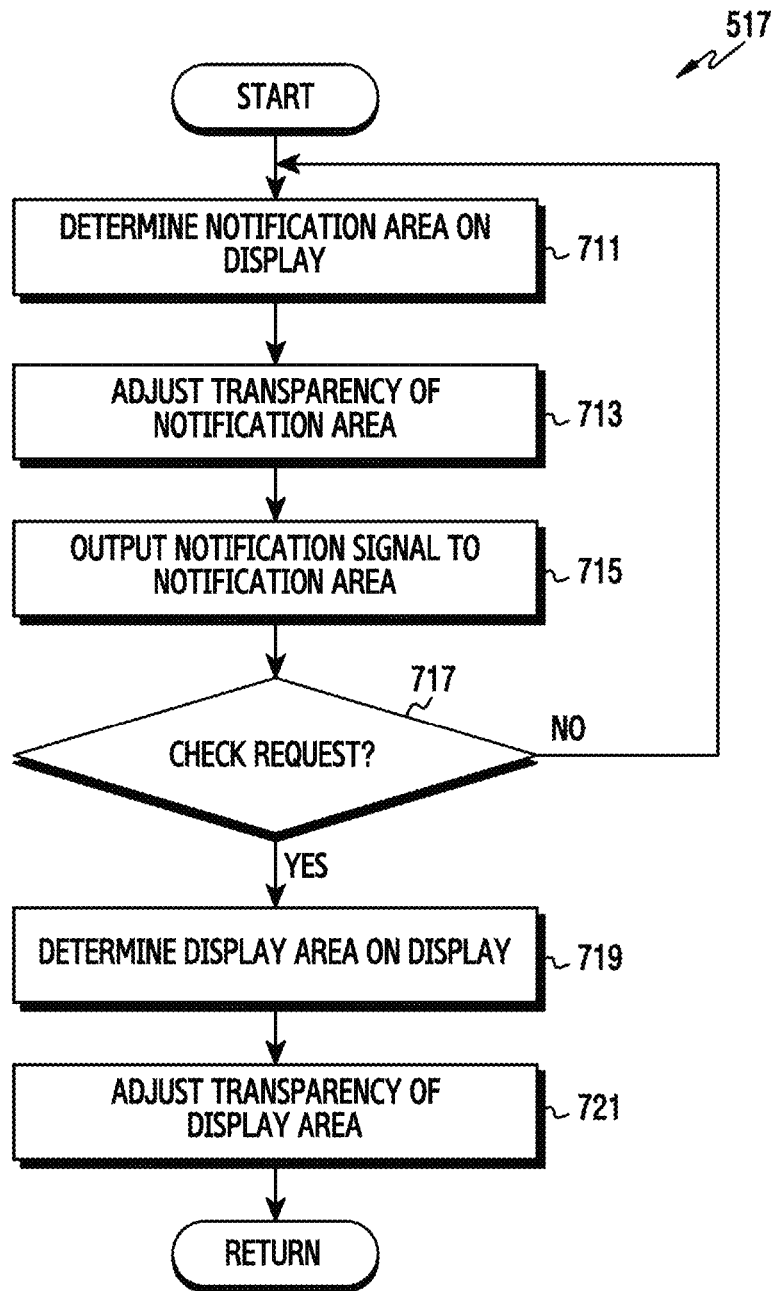 517
START
DETERMINE NOTIFICATION AREA ON
DISPLAY
711
ADJUST TRANSPARENCY OF
NOTIFICATION AREA
713
OUTPUT NOTIFICATION SIGNAL TO
NOTIFICATION AREA
715
717
CHECK REQUEST?
NO
YES
DETERMINE DISPLAY AREA ON DISPLAY
719
ADJUST TRANSPARENCY OF
DISPLAY AREA
721
RETURN